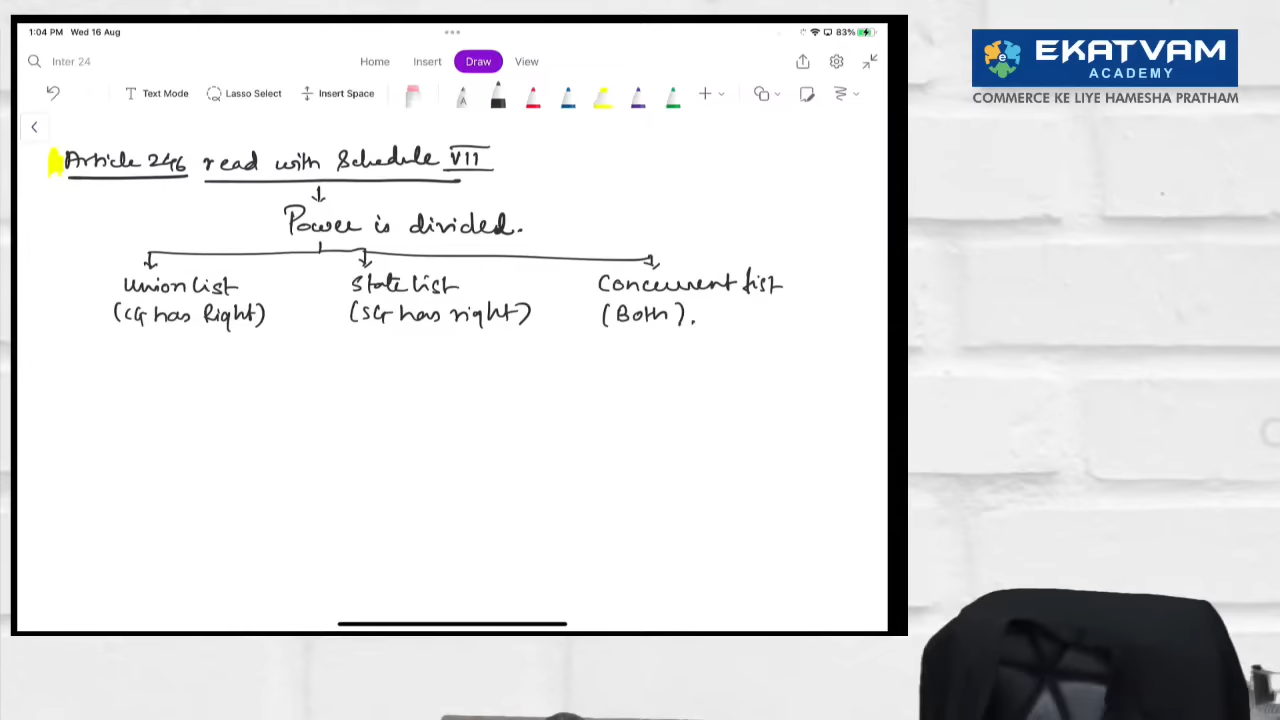 1:04 PM Wed 16 Aug
83%
EKATVAM
ACADEMY
COMMERCE KE LIYE HAMESHA PRATHAM
Inter 24
Home Insert Draw View
Text Mode Lasso Select Insert Space
Article 246 read with Schedule VII
Power is divided.
Union List State List Concurrent List
(CG has Right) (SG has right) (Both).